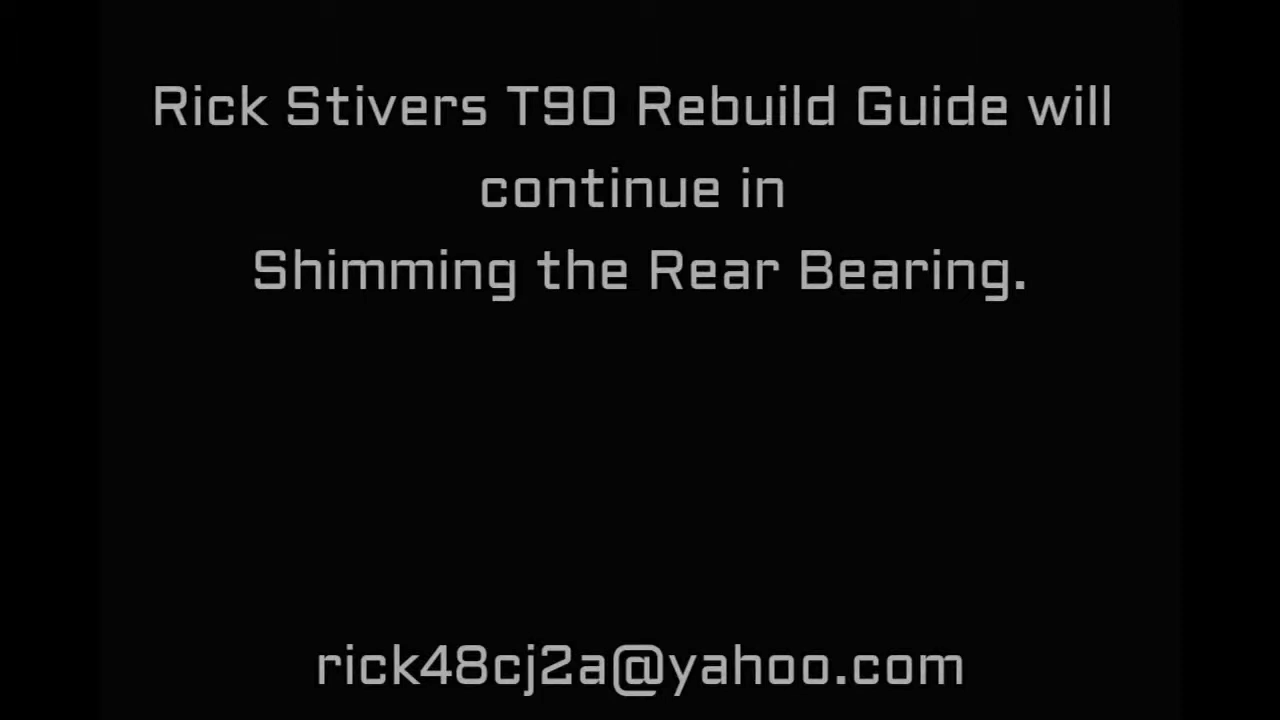 Rick Stivers T90 Rebuild Guide will
continue in
Shimming the Rear Bearing.
rick48cj2a@yahoo.com